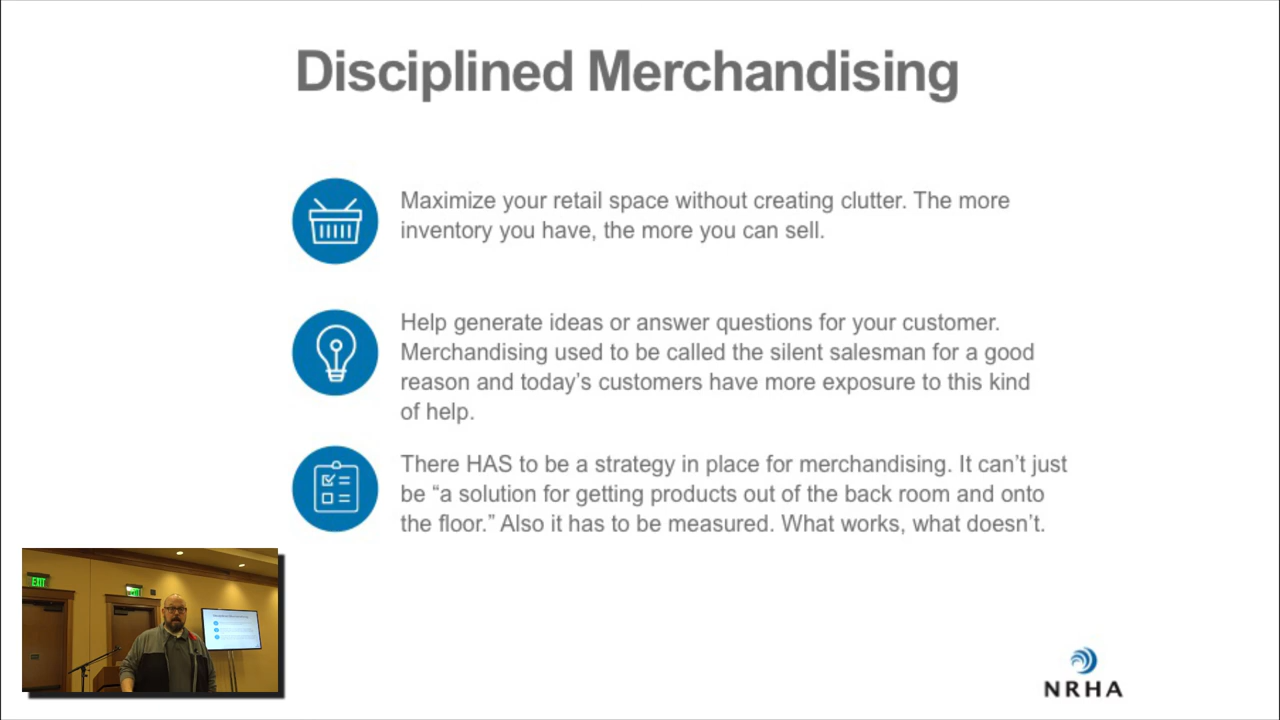 Disciplined Merchandising
Maximize your retail space without creating clutter. The more
inventory you have, the more you can sell.
Help generate ideas or answer questions for your customer.
Merchandising used to be called the silent salesman for a good
reason and today’s customers have more exposure to this kind
of help.
There HAS to be a strategy in place for merchandising. It can’t just
be “a solution for getting products out of the back room and onto
the floor.” Also it has to be measured. What works, what doesn’t.
EXIT
EXIT
NRHA